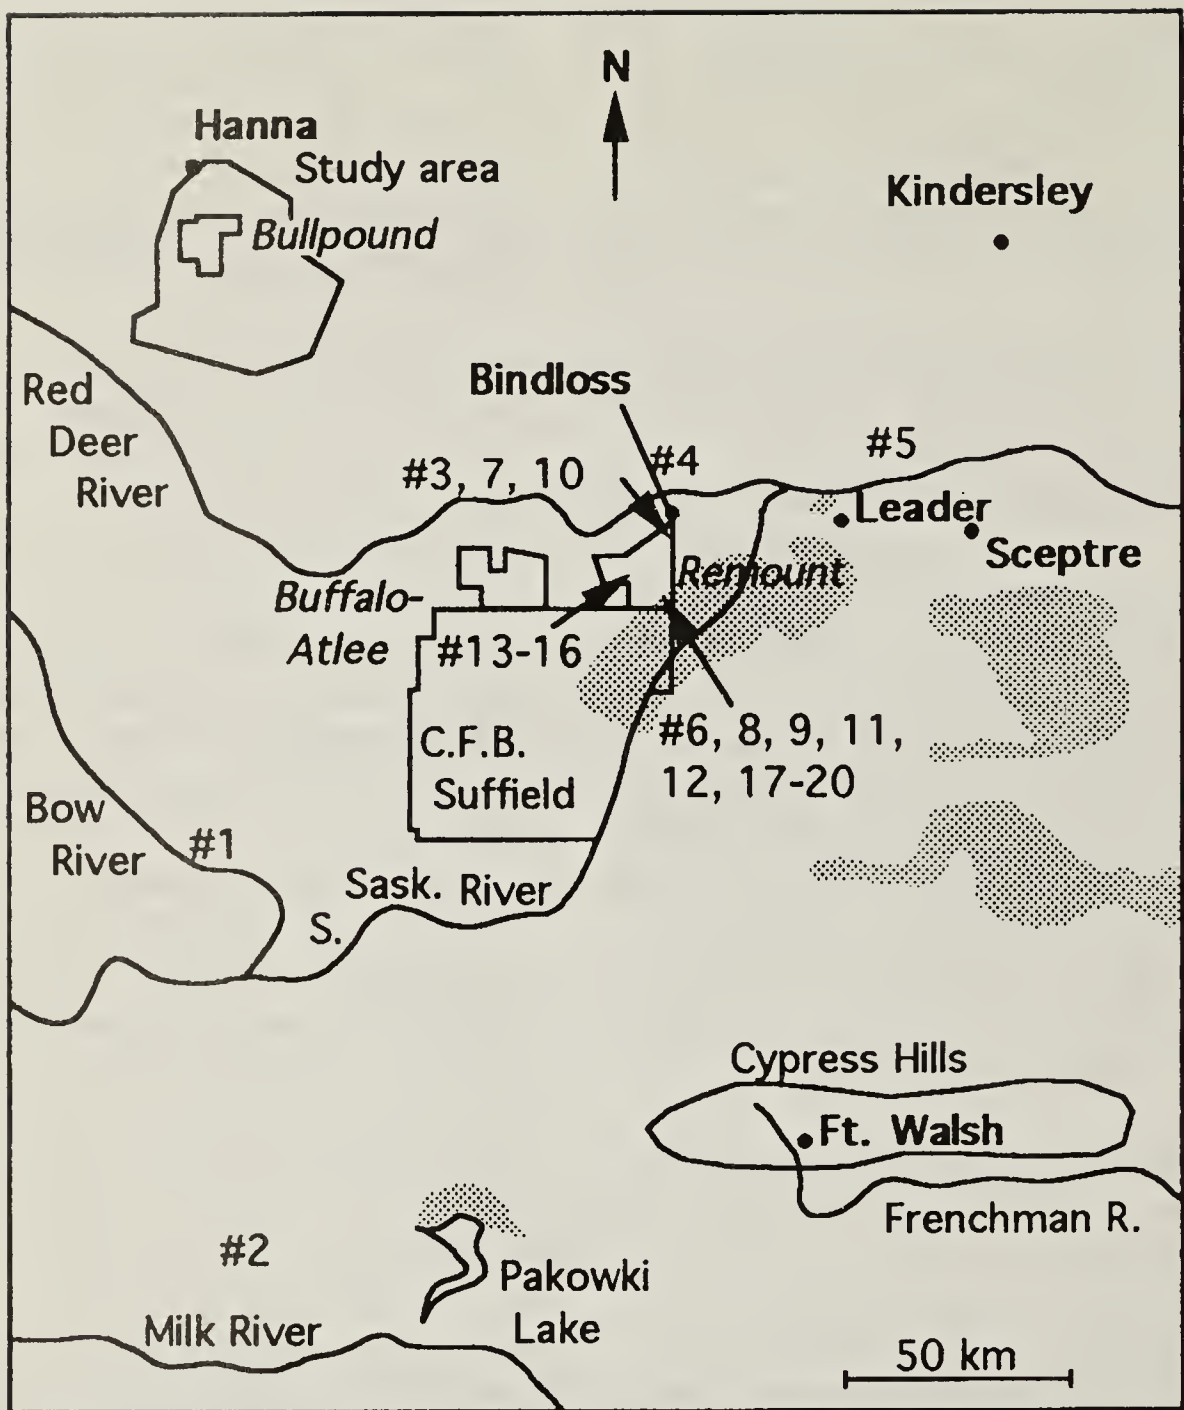 N
Hanna
Study area
Kindersley
Bullpound
Bindloss
Red
Deer
River
#5
#4
#3, 7, 10
Leader
Sceptre
Remount
Buffalo-
Atlee
#13-16
#6, 8, 9, 11,
12, 17-20
C.F.B.
Suffield
Bow
River
#1
S. Sask. River
Cypress Hills
Ft. Walsh
Frenchman R.
#2
Pakowki
Lake
Milk River
50 km